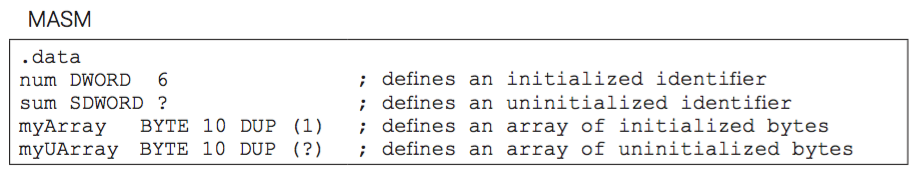 MASM
.data
num DWORD 6 ; defines an initialized identifier
sum SDWORD ? ; defines an uninitialized identifier
myArray BYTE 10 DUP (1) ; defines an array of initialized bytes
myUArray BYTE 10 DUP (?) ; defines an array of uninitialized bytes